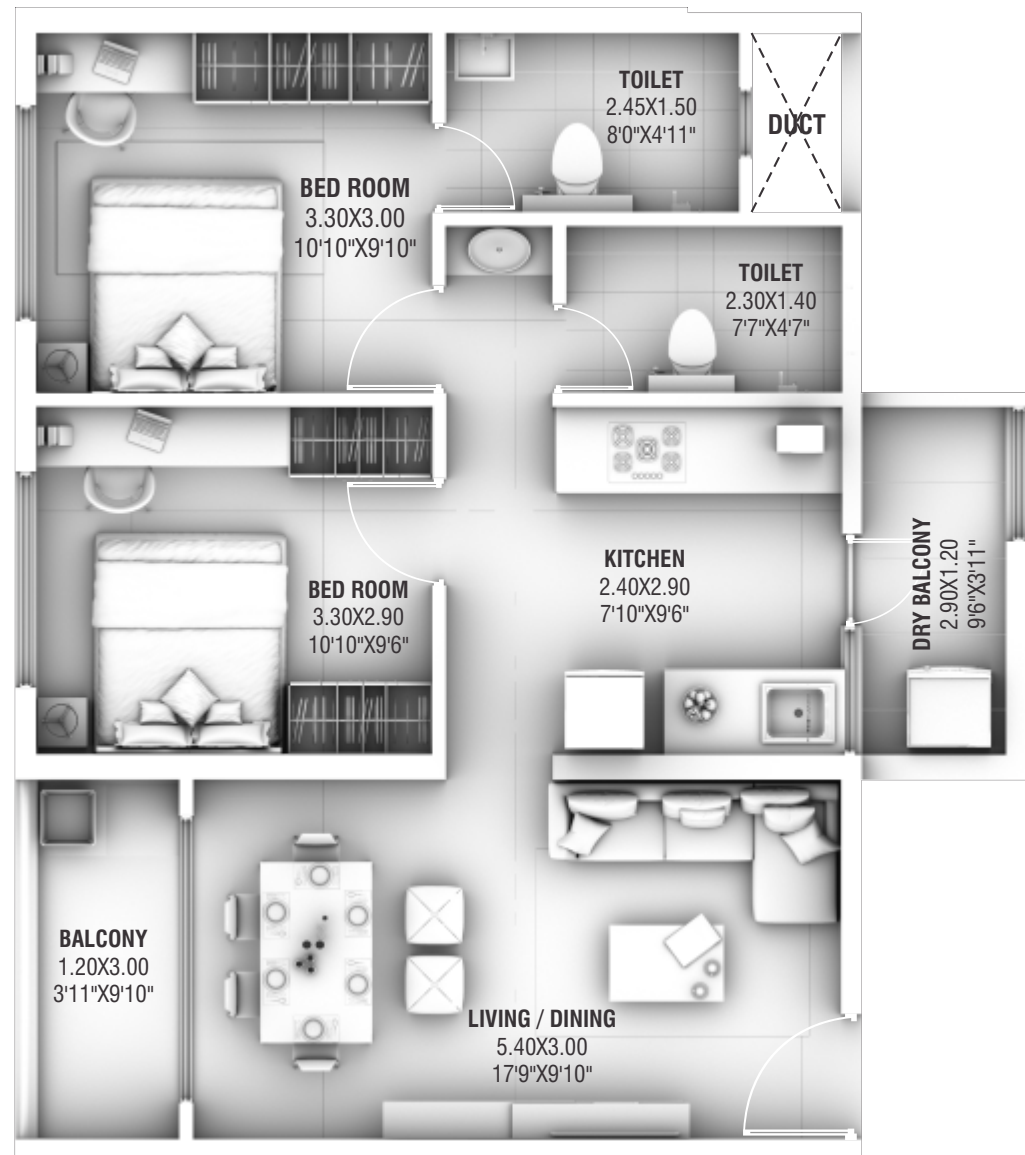 TOILET
2.45X1.50
8'0"X4'11"
DUCT
BED ROOM
3.30X3.00
10'10"X9'10"
TOILET
2.30X1.40
7'7"X4'7"
KITCHEN
2.40X2.90
7'10"X9'6"
DRY BALCONY
2.90X1.20
9'6"X3'11"
BED ROOM
3.30X2.90
10'10"X9'6"
BALCONY
1.20X3.00
3'11"X9'10"
LIVING / DINING
5.40X3.00
17'9"X9'10"